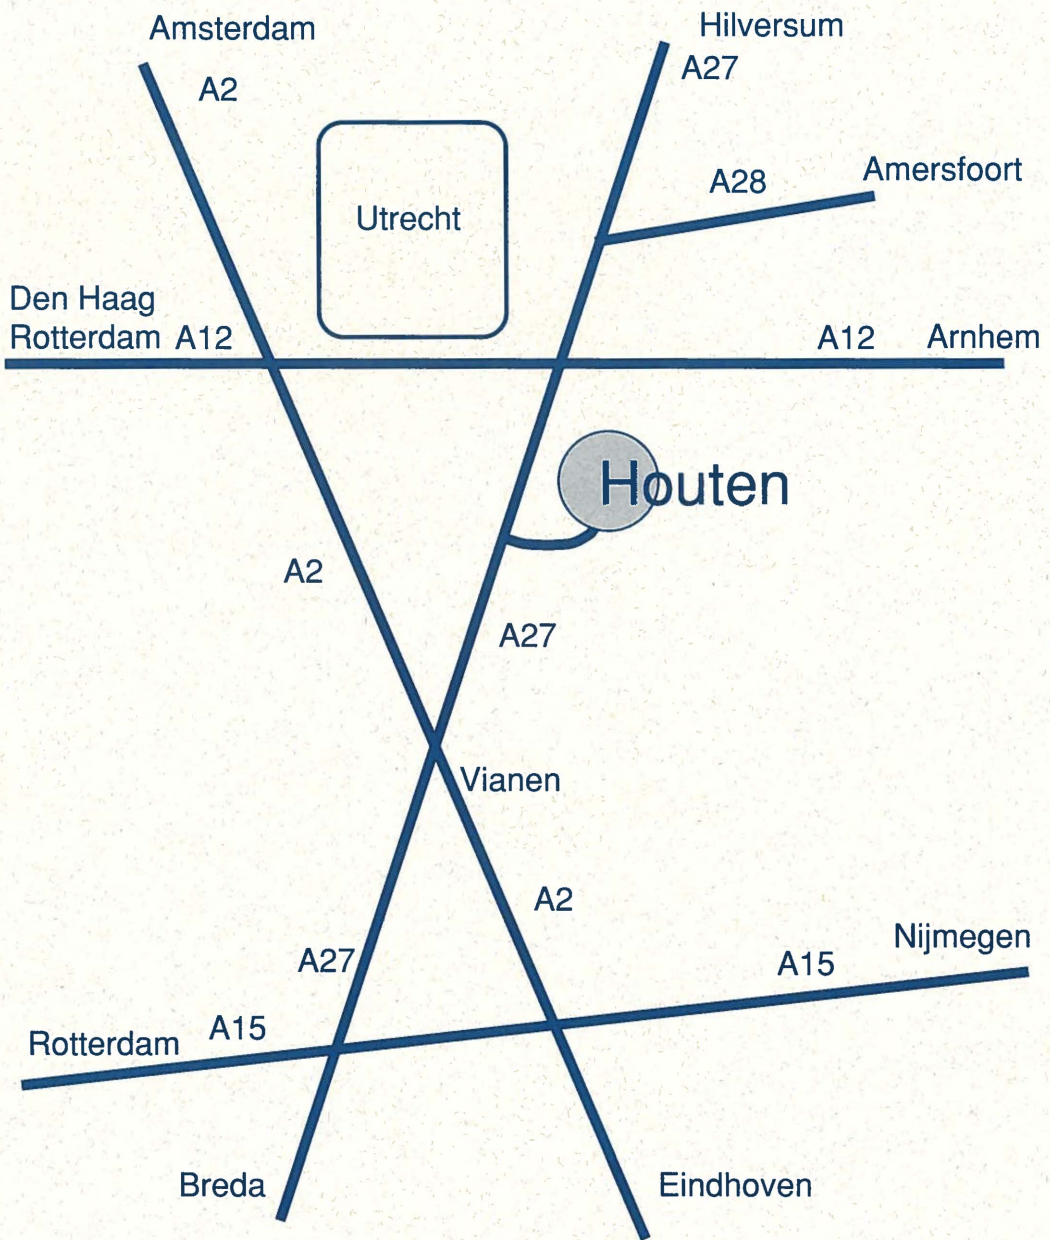 Amsterdam
Hilversum
A2
A27
A28
Amersfoort
Utrecht
Den Haag
Rotterdam A12
A12
Arnhem
Houten
A2
A27
Vianen
A2
Nijmegen
A27
A15
Rotterdam
A15
Breda
Eindhoven